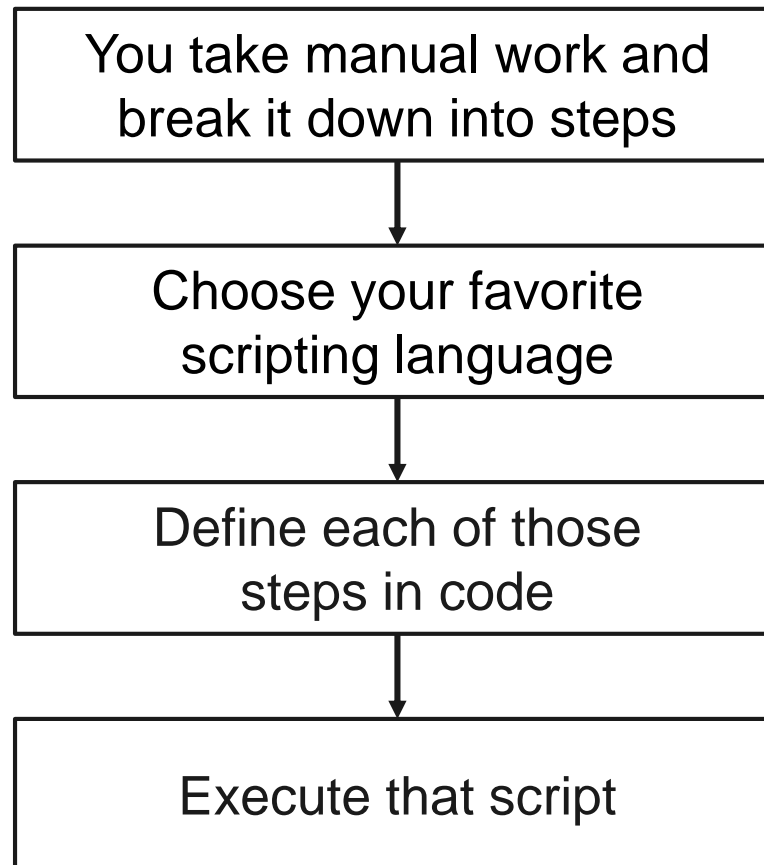 You take manual work and
break it down into steps
Choose your favorite
scripting language
Define each of those
steps in code
Execute that script